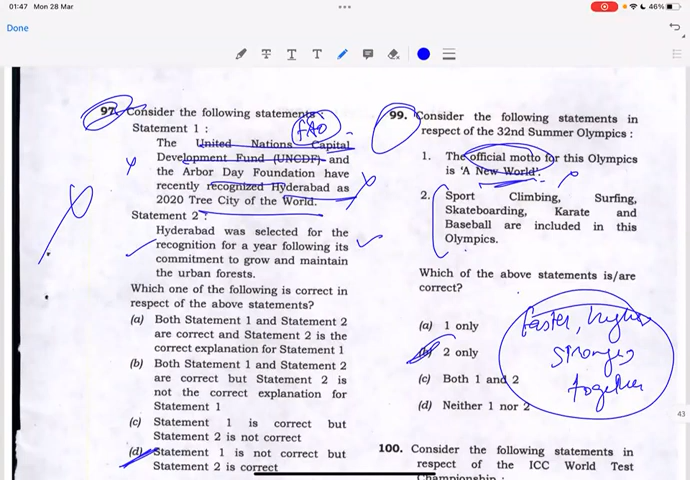 01:47 Mon 28 Mar
46%
Done
97. Consider the following statements
FAO
Statement 1 :
The United Nations Capital
Development Fund (UNCDF) and
the Arbor Day Foundation have
recently recognized Hyderabad as
2020 Tree City of the World.
Statement 2 :
Hyderabad was selected for the
recognition for a year following its
commitment to grow and maintain
the urban forests.
Which one of the following is correct in
respect of the above statements?
(a) Both Statement 1 and Statement 2
are correct and Statement 2 is the
correct explanation for Statement 1
(b) Both Statement 1 and Statement 2
are correct but Statement 2 is
not the correct explanation for
Statement 1
(c) Statement 1 is correct but
Statement 2 is not correct
(d) Statement 1 is not correct but
Statement 2 is correct
99. Consider the following statements in
respect of the 32nd Summer Olympics :
1. The official motto for this Olympics
is 'A New World'.
2. Sport Climbing, Surfing,
Skateboarding, Karate and
Baseball are included in this
Olympics.
Which of the above statements is/are
correct?
(a) 1 only
(b) 2 only
(c) Both 1 and 2
(d) Neither 1 nor 2
faster, higher
stronger,
together
43
100. Consider the following statements in
respect of the ICC World Test
Championship :